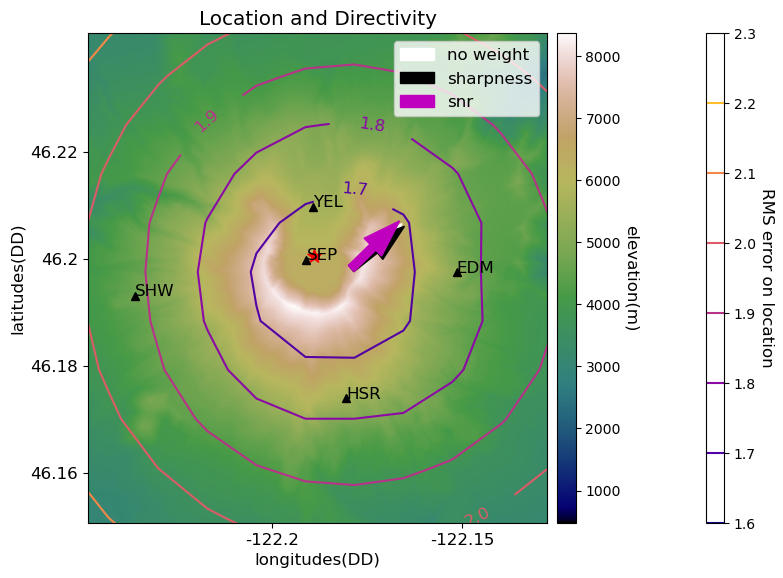 Location and Directivity
no weight
sharpness
snr
1.9
1.8
1.7
2.0
YEL
SEP
SHW
EDM
HSR
46.22
46.2
46.18
46.16
latitudes(DD)
-122.2
-122.15
longitudes(DD)
8000
7000
6000
5000
4000
3000
2000
1000
elevation(m)
2.3
2.2
2.1
2.0
1.9
1.8
1.7
1.6
RMS error on location